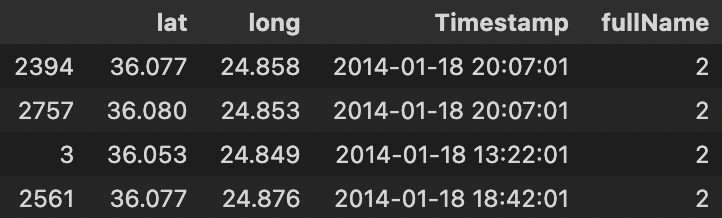 lat long Timestamp fullName
2394 36.077 24.858 2014-01-18 20:07:01 2
2757 36.080 24.853 2014-01-18 20:07:01 2
3 36.053 24.849 2014-01-18 13:22:01 2
2561 36.077 24.876 2014-01-18 18:42:01 2